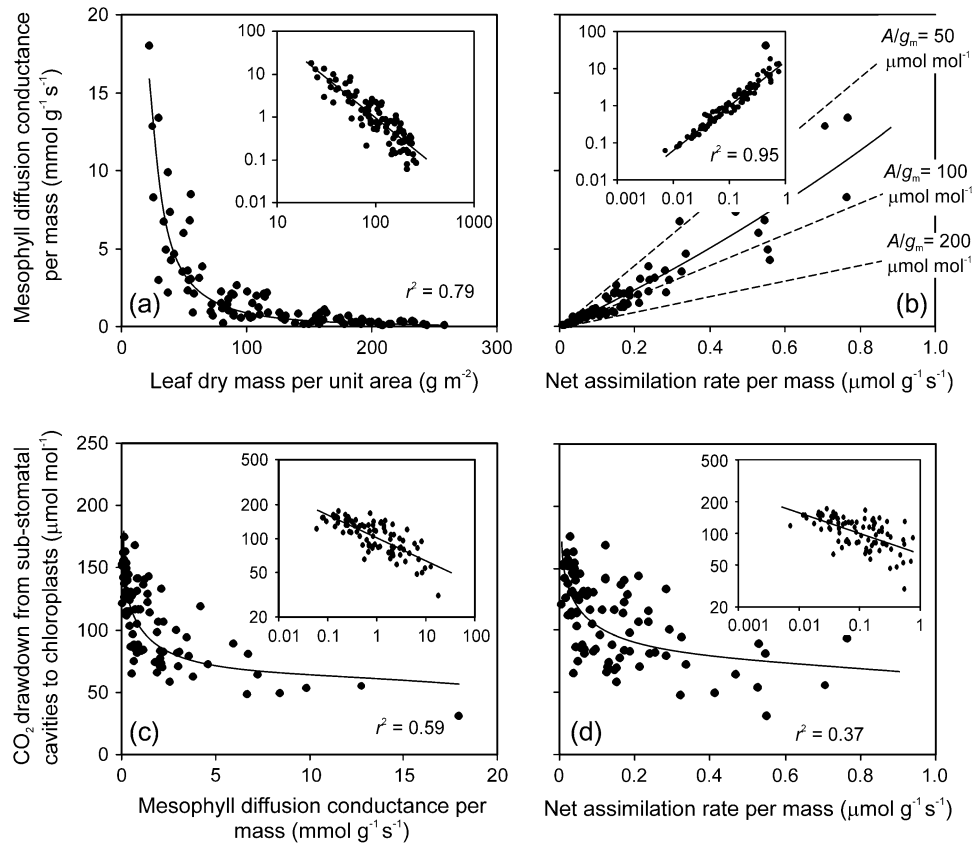 Mesophyll diffusion conductance
per mass (mmol g⁻¹ s⁻¹)
20
15
10
5
0
100
10
1
0.1
0.01
10
100
1000
r² = 0.79
(a)
0
100
200
300
Leaf dry mass per unit area (g m⁻²)
100
10
1
0.1
0.01
0.001
0.01
0.1
1
r² = 0.95
A/gₘ= 50
μmol mol⁻¹
A/gₘ= 100
μmol mol⁻¹
A/gₘ= 200
μmol mol⁻¹
(b)
0
0.2
0.4
0.6
0.8
1.0
Net assimilation rate per mass (μmol g⁻¹ s⁻¹)
CO₂ drawdown from sub-stomatal
cavities to chloroplasts (μmol mol⁻¹)
250
200
150
100
50
0
500
200
100
50
20
0.01
0.1
1
10
100
(c)
r² = 0.59
0
5
10
15
20
Mesophyll diffusion conductance per
mass (mmol g⁻¹ s⁻¹)
500
200
100
50
20
0.001
0.01
0.1
1
(d)
r² = 0.37
0
0.2
0.4
0.6
0.8
1.0
Net assimilation rate per mass (μmol g⁻¹ s⁻¹)